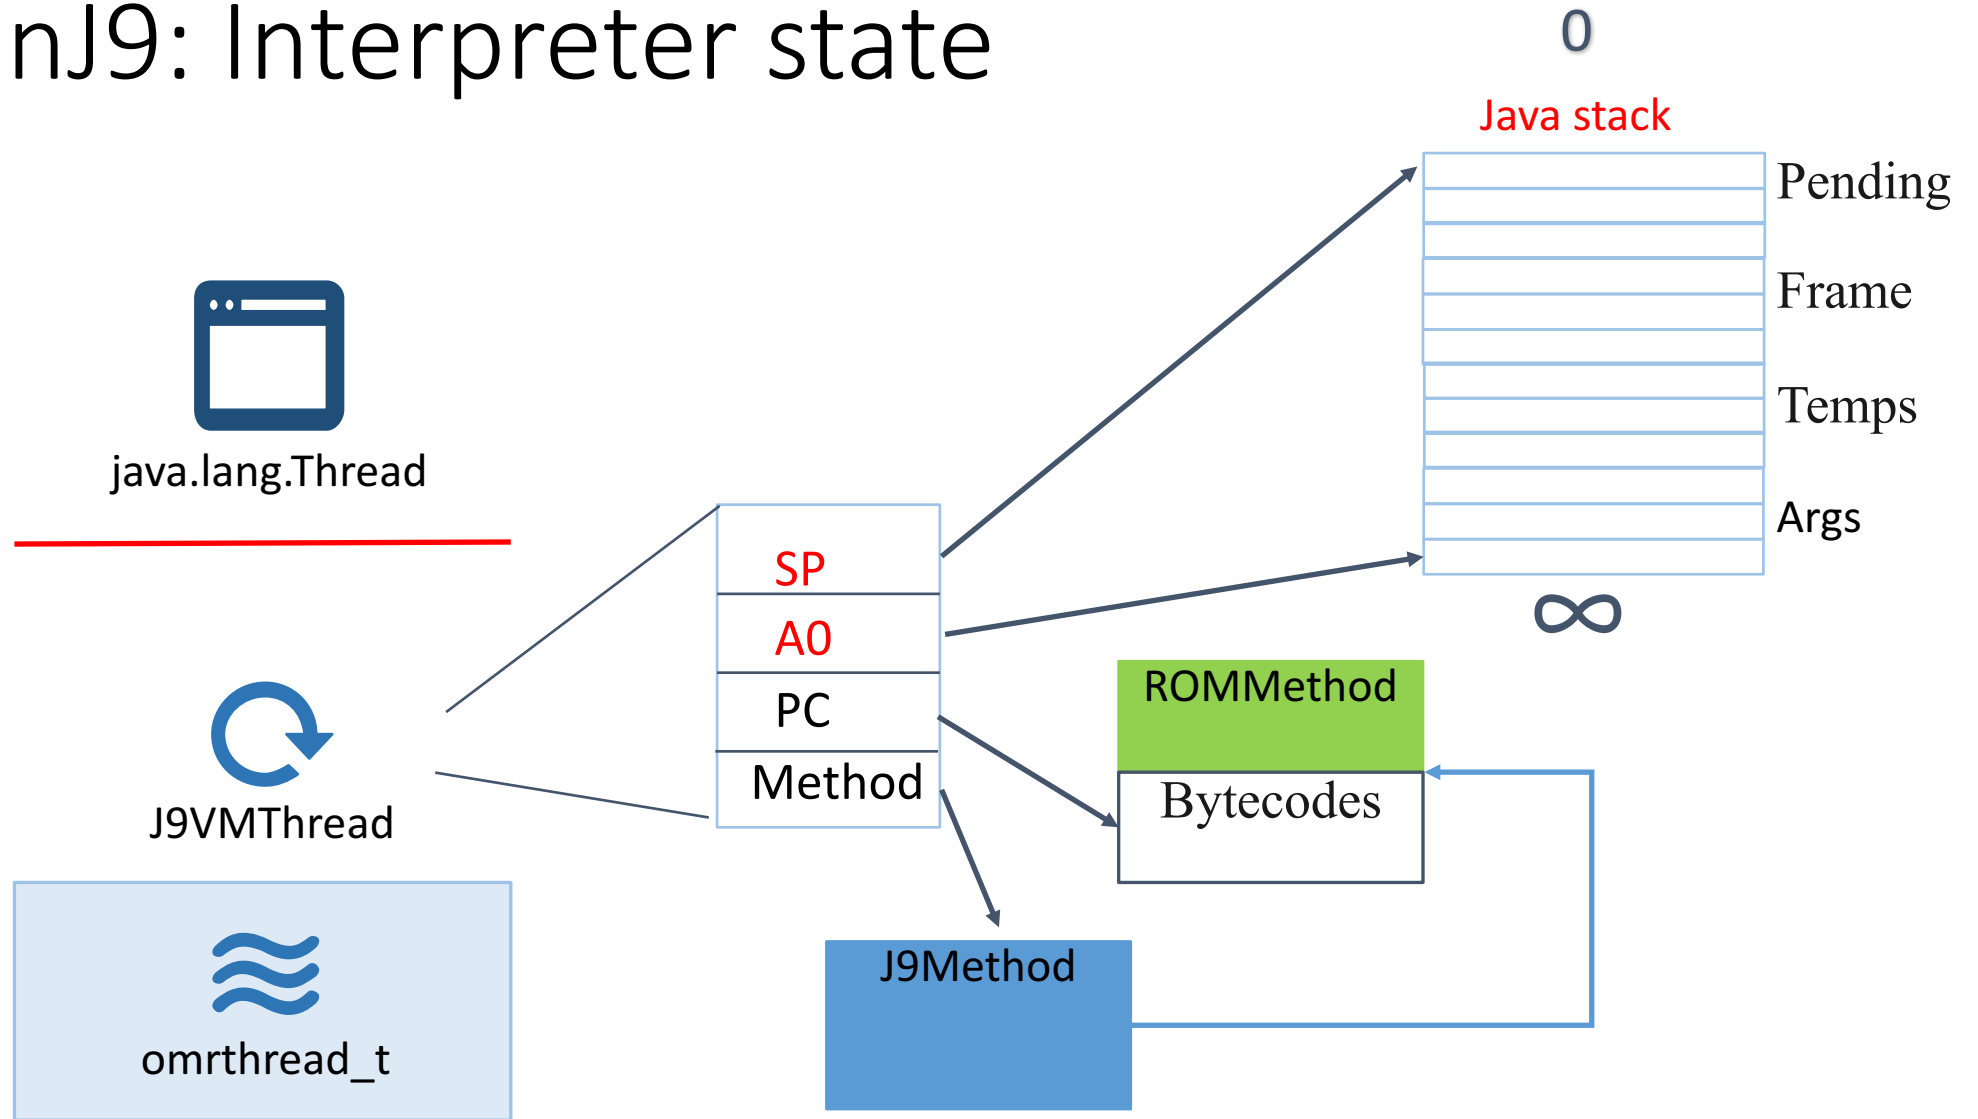 nJ9: Interpreter state
0
Java stack
Pending
Frame
Temps
Args
∞
java.lang.Thread
J9VMThread
omrthread_t
SP
A0
PC
Method
ROMMethod
Bytecodes
J9Method